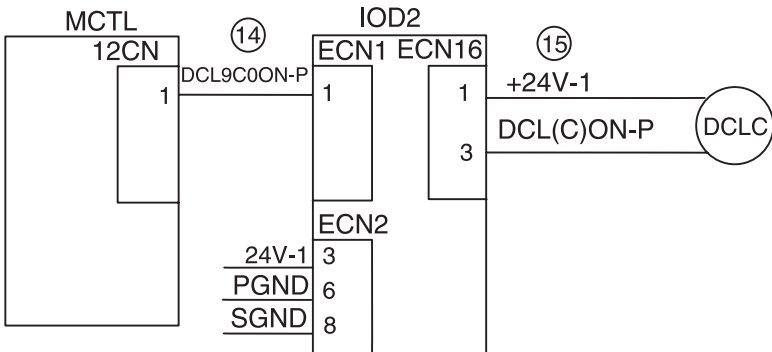 MCTL
IOD2
14
15
12CN
ECN1
ECN16
DCL9C0ON-P
+24V-1
1
1
1
DCL(C)ON-P
DCLC
3
ECN2
24V-1
3
PGND
6
SGND
8